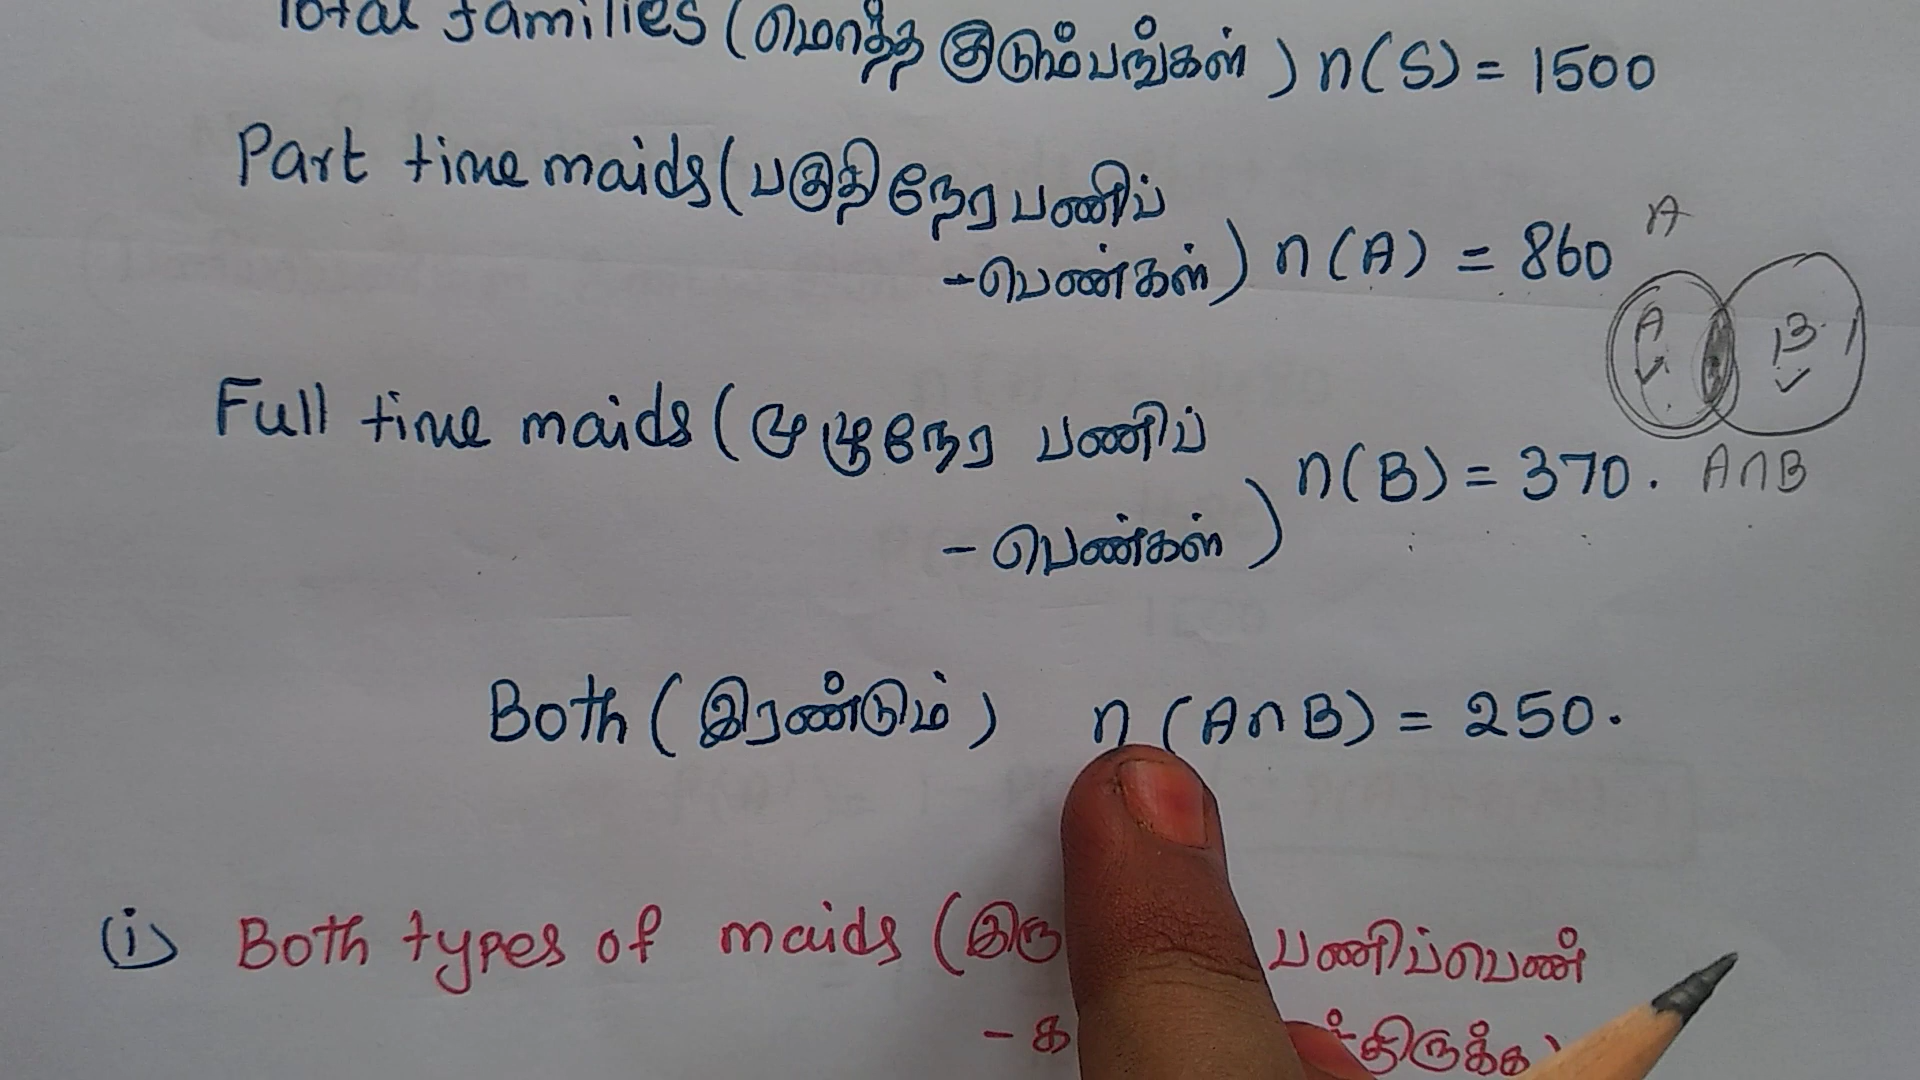 Total families (மொத்த குடும்பங்கள்) n(S) = 1500
Part time maids (பகுதி நேர பணிப்
-பெண்கள்) n(A) = 860
A
A B
Full time maids (முழு நேர பணிப்
-பெண்கள்) n(B) = 370.
A∩B
Both (இரண்டும்) n(A∩B) = 250.
(i) Both types of maids (இரு பணிப்பெண்
-க